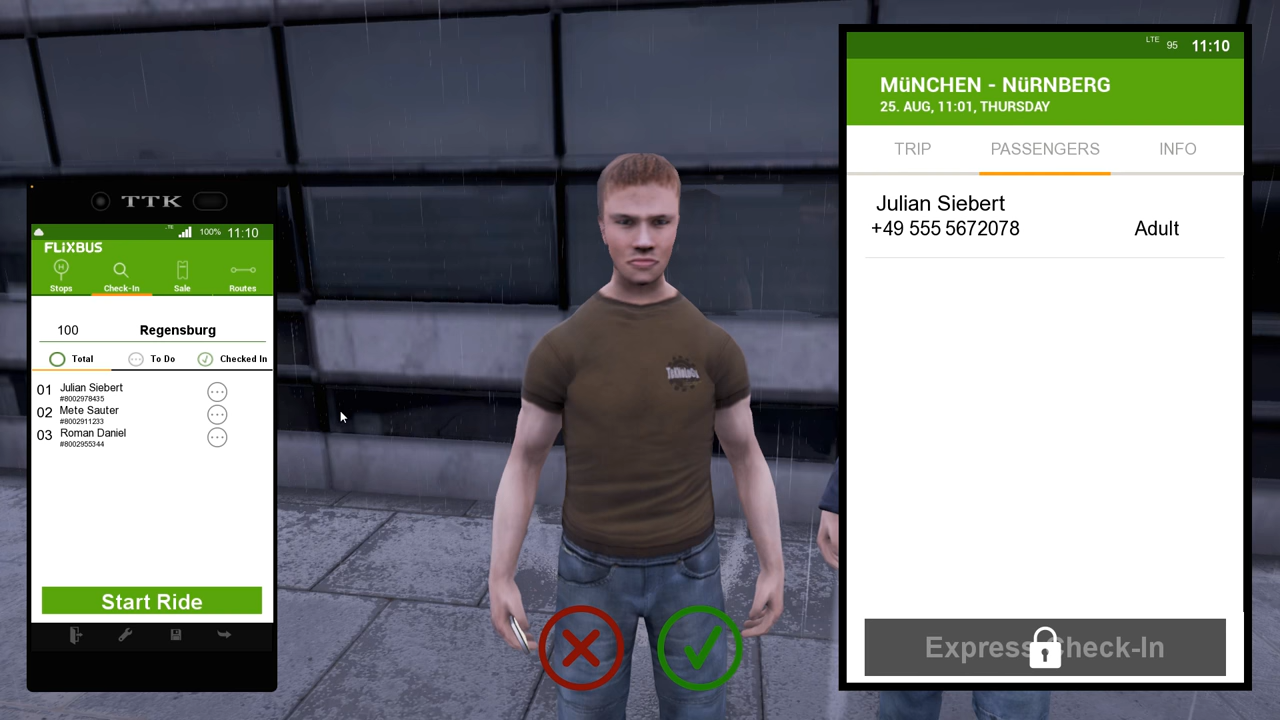 TTK
LTE
100% 11:10
FLiXBUS
Stops Check-In Sale Routes
100 Regensburg
Total To Do Checked In
01 Julian Siebert
#8002978435
02 Mete Sauter
#8002911233
03 Roman Daniel
#8002955344
Start Ride
LTE 95 11:10
MüNCHEN - NüRNBERG
25. AUG, 11:01, THURSDAY
TRIP PASSENGERS INFO
Julian Siebert
+49 555 5672078 Adult
Express Check-In